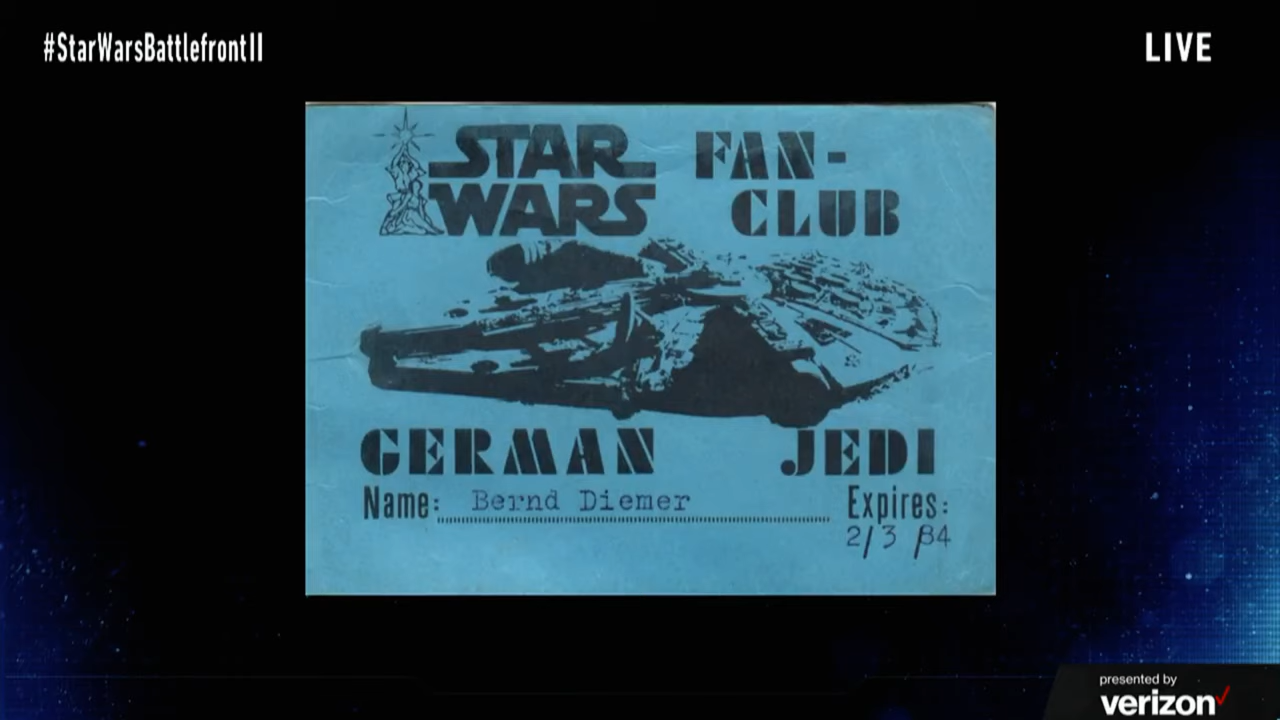 #StarWarsBattlefrontII
LIVE
STAR WARS
FAN-
CLUB
GERMAN JEDI
Name: Bernd Diemer
Expires:
2/3/84
presented by
verizon